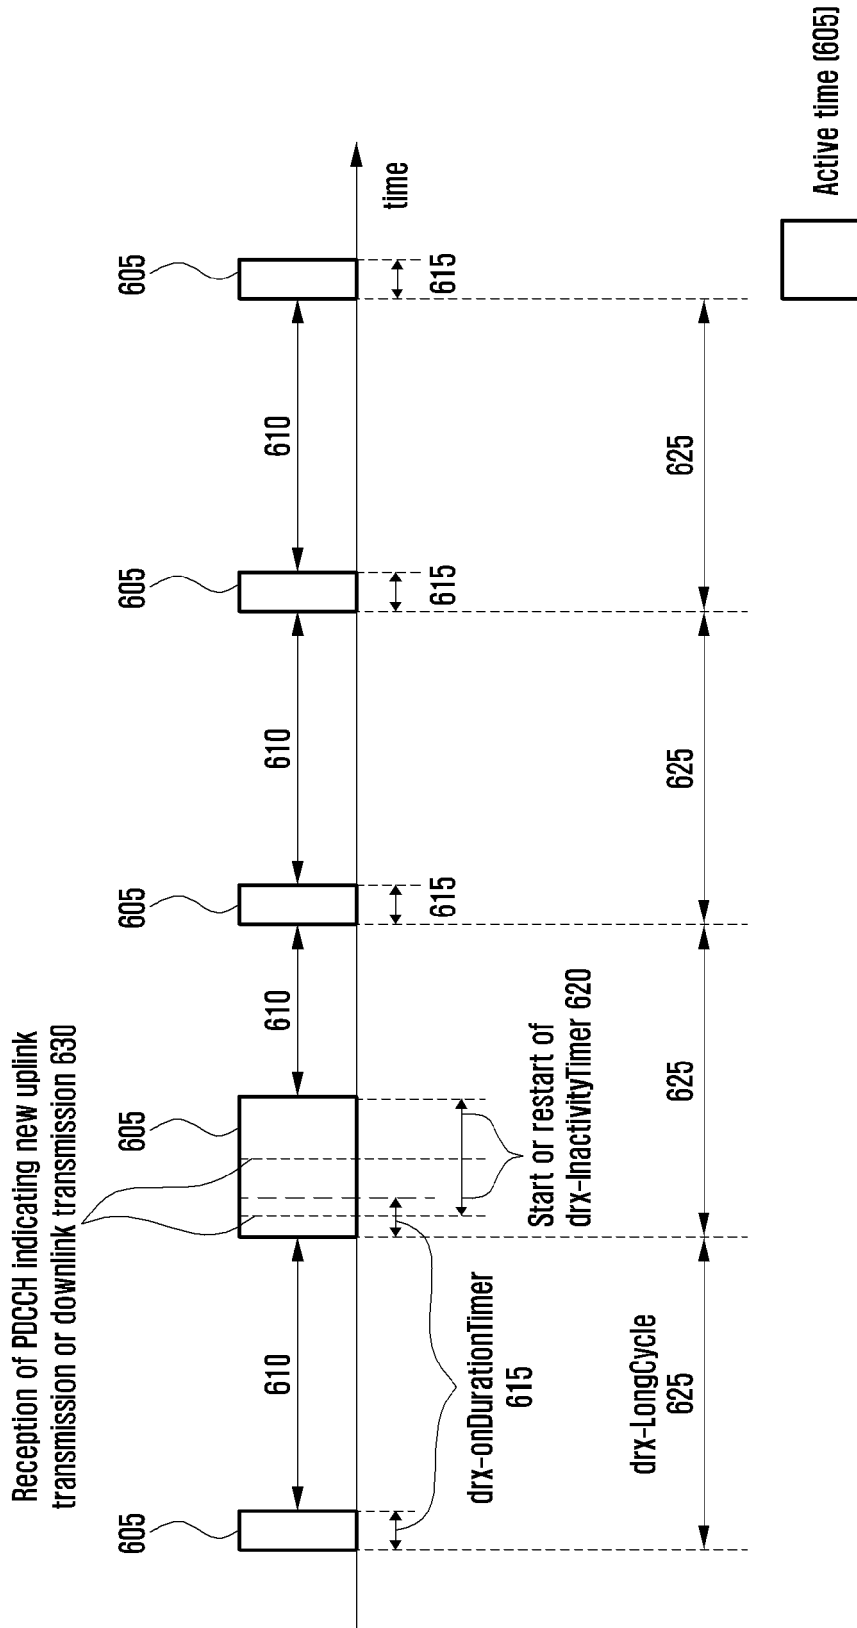 Reception of PDCCH indicating new uplink
transmission or downlink transmission 630
605
605
605
605
605
610
610
610
610
time
615
615
615
drx-onDurationTimer
615
Start or restart of
drx-InactivityTimer 620
drx-LongCycle
625
625
625
625
Active time (605)